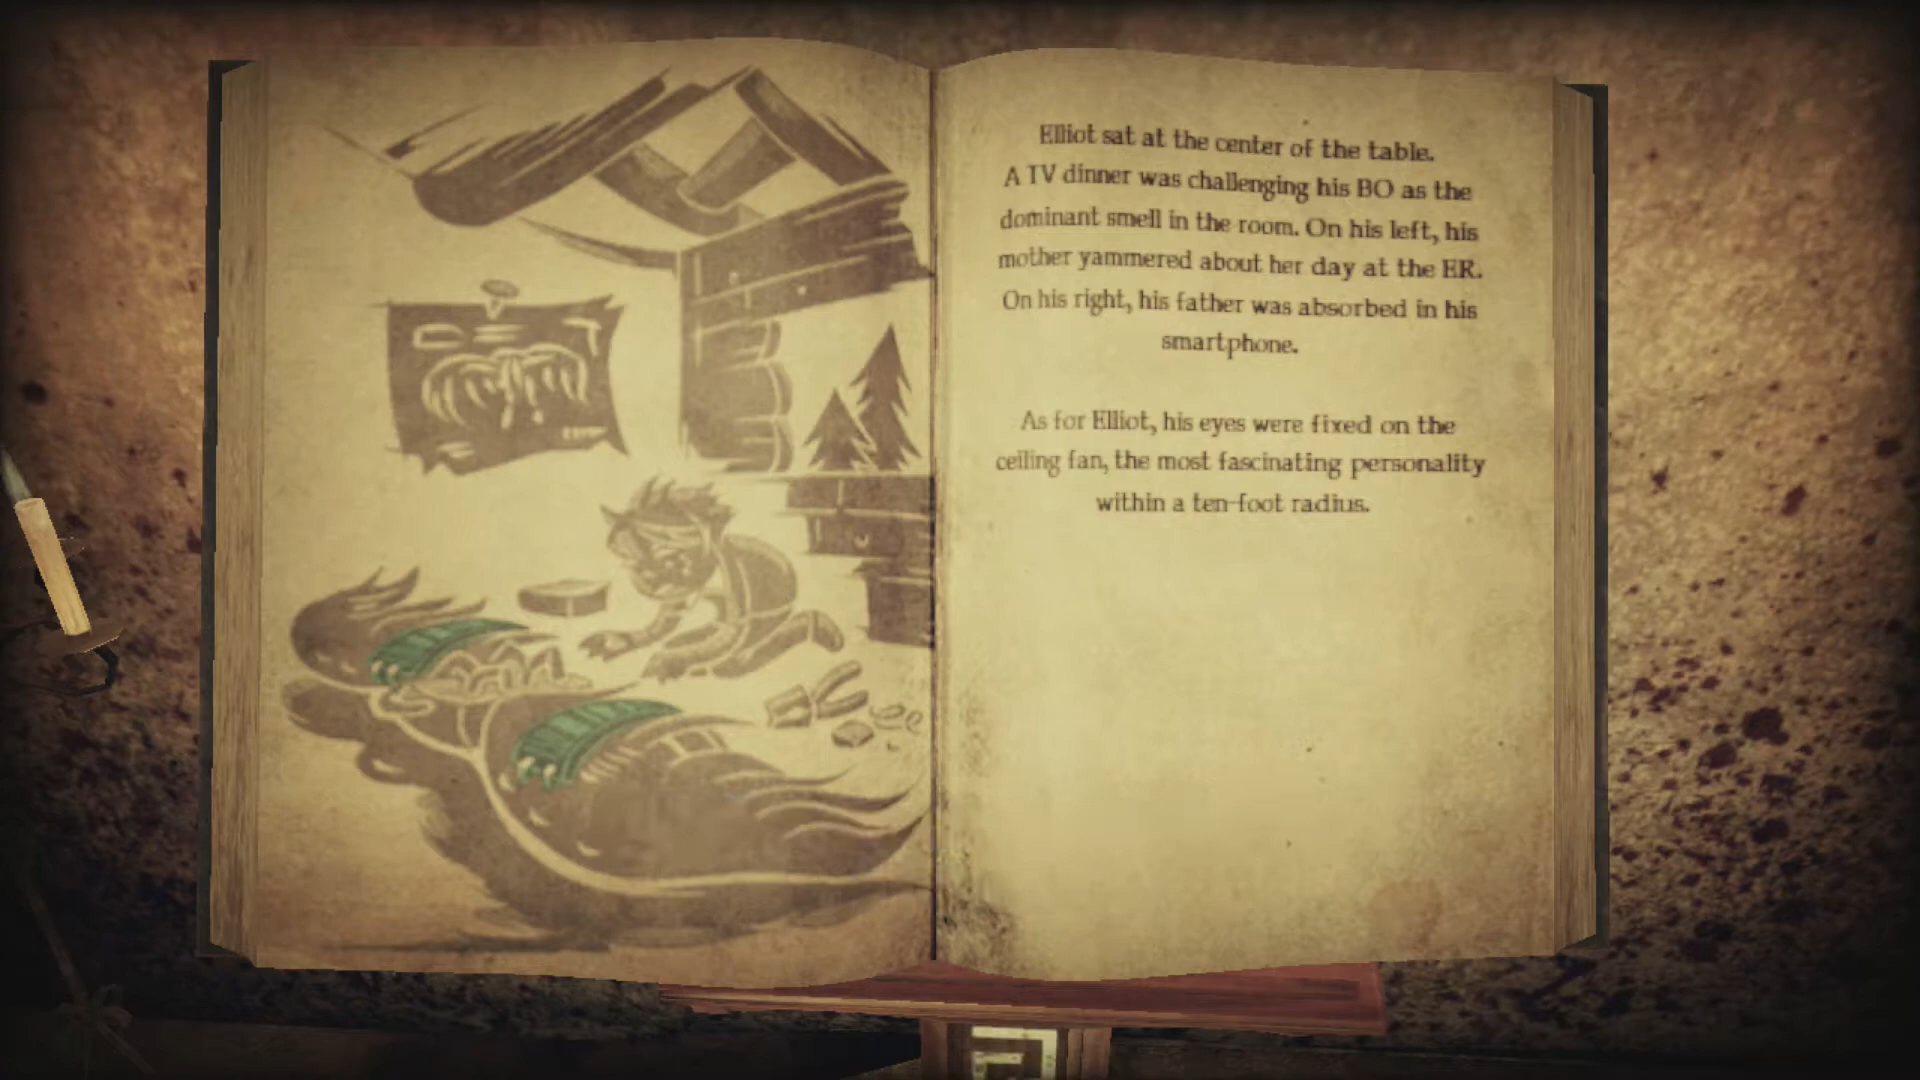 Elliot sat at the center of the table.
A TV dinner was challenging his BO as the
dominant smell in the room. On his left, his
mother yammered about her day at the ER.
On his right, his father was absorbed in his
smartphone.
As for Elliot, his eyes were fixed on the
ceiling fan, the most fascinating personality
within a ten-foot radius.